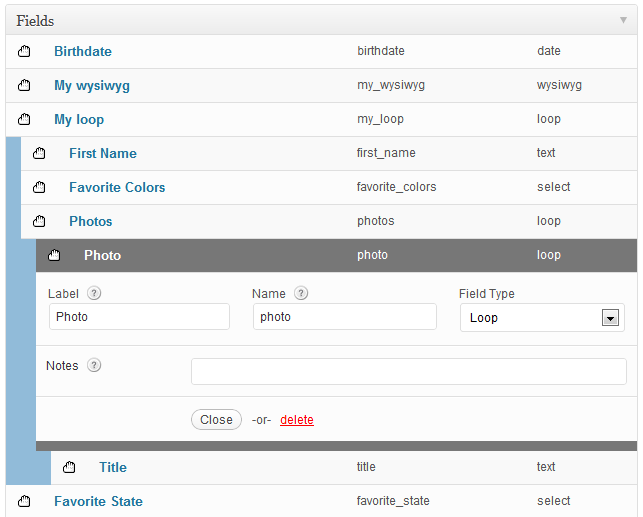 Fields
Birthdate birthdate date
My wysiwyg my_wysiwyg wysiwyg
My loop my_loop loop
First Name first_name text
Favorite Colors favorite_colors select
Photos photos loop
Photo photo loop
Label ? Name ? Field Type
Photo photo Loop
Notes ?
Close -or- delete
Title title text
Favorite State favorite_state select